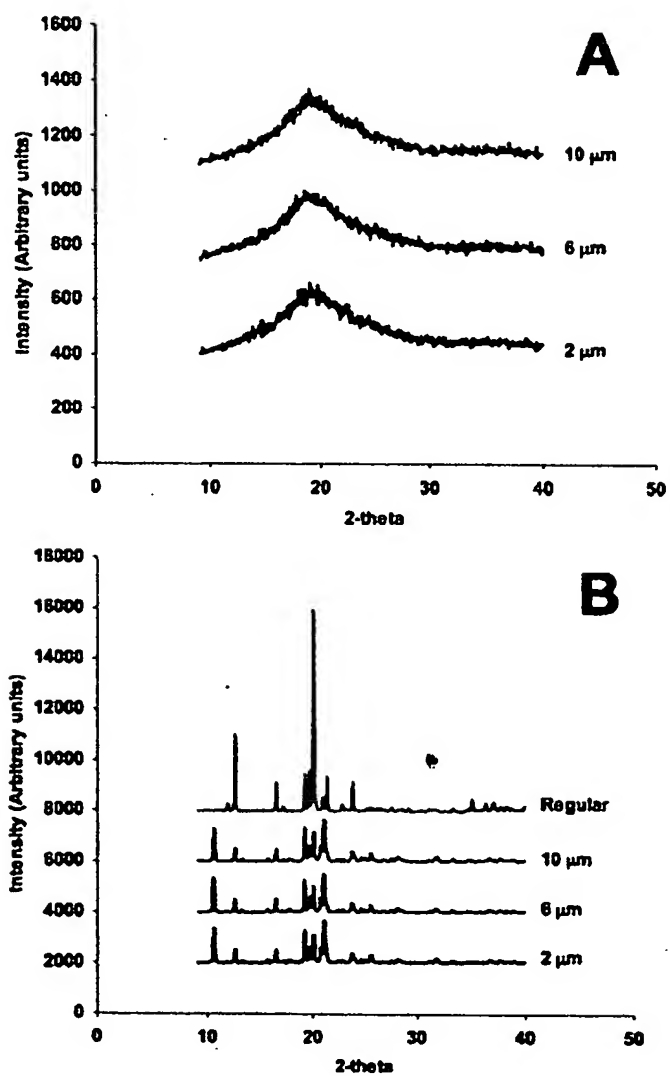 A
1600
1400
1200
1000
800
600
400
200
0
Intensity (Arbitrary units)
10 µm
6 µm
2 µm
0 10 20 30 40 50
2-theta
B
18000
16000
14000
12000
10000
8000
6000
4000
2000
0
Intensity (Arbitrary units)
Regular
10 µm
6 µm
2 µm
0 10 20 30 40 50
2-theta